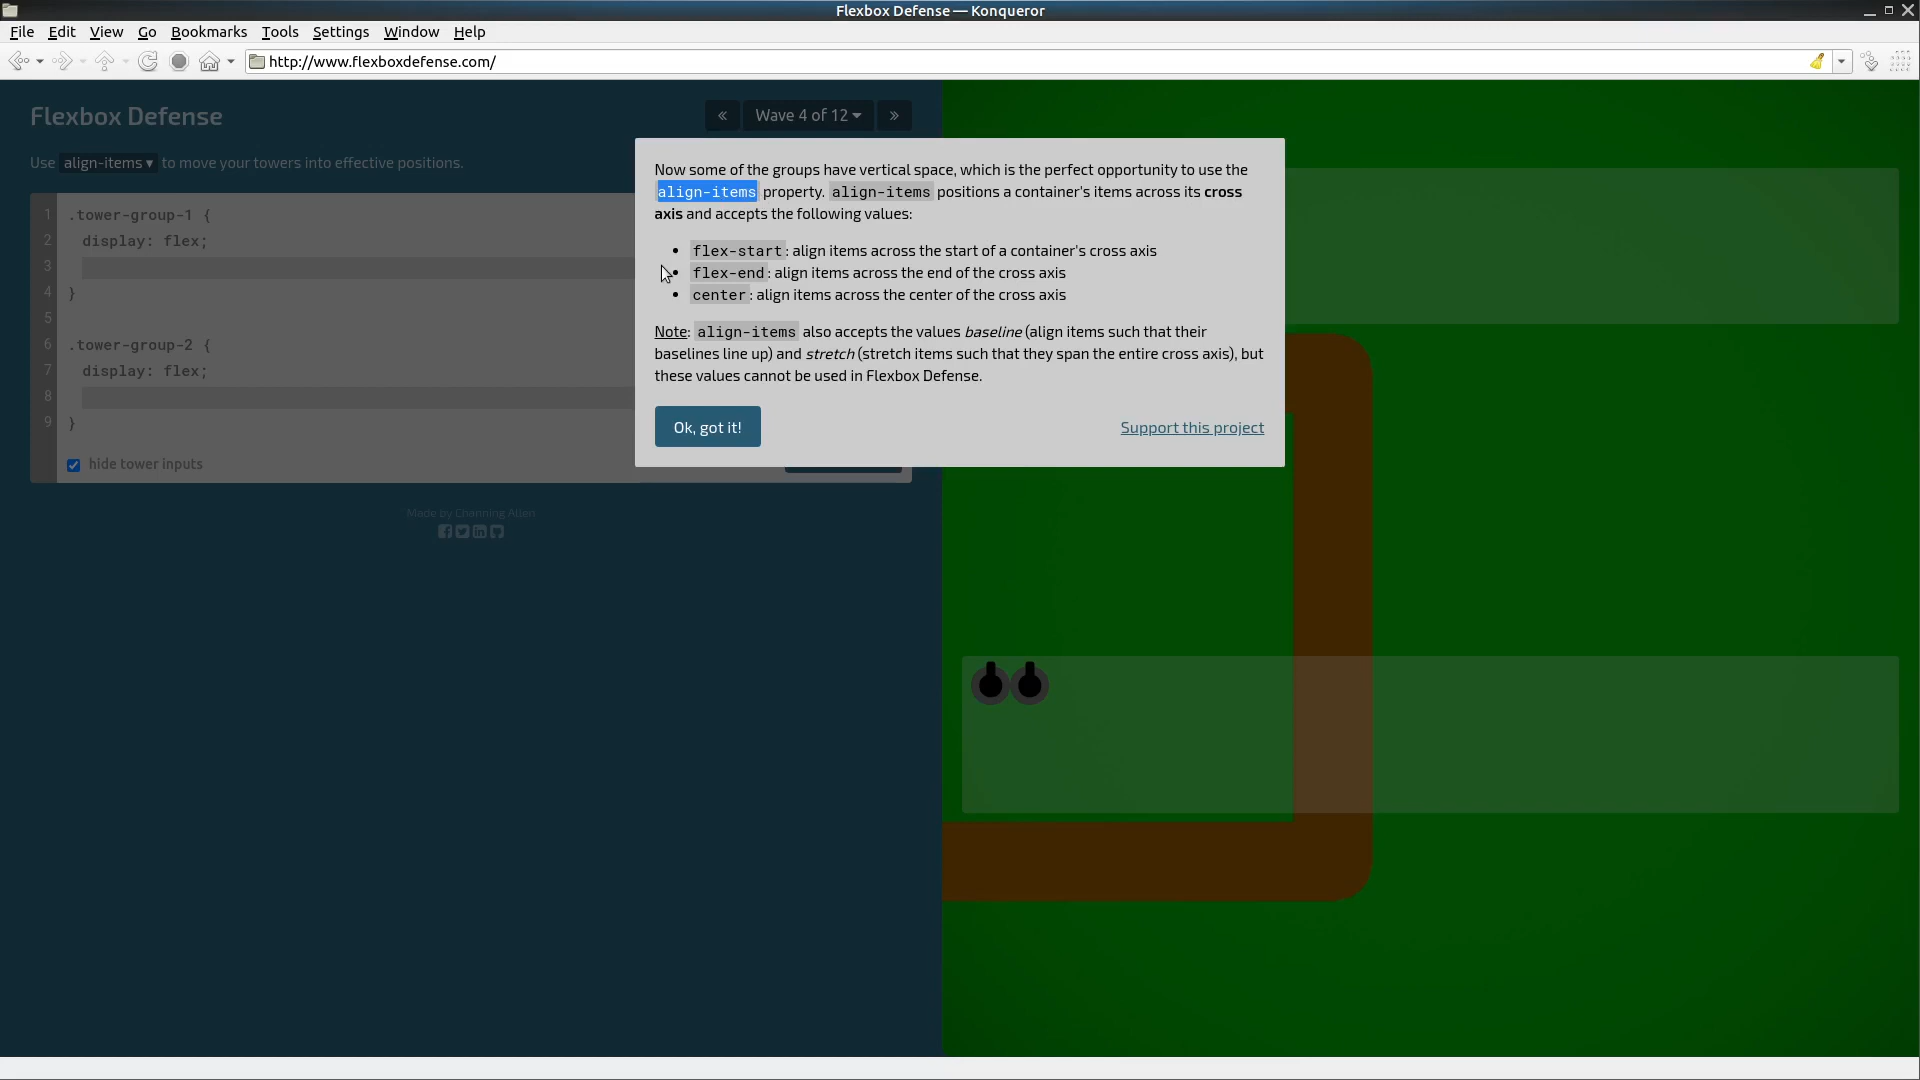 Flexbox Defense — Konqueror
File Edit View Go Bookmarks Tools Settings Window Help
http://www.flexboxdefense.com/
Flexbox Defense
« Wave 4 of 12 ▾ »
Use align-items ▾ to move your towers into effective positions.
1 .tower-group-1 {
2 display: flex;
3
4 }
5
6 .tower-group-2 {
7 display: flex;
8
9 }
hide tower inputs
Made by Channing Allen
Now some of the groups have vertical space, which is the perfect opportunity to use the
align-items property. align-items positions a container's items across its cross
axis and accepts the following values:
• flex-start: align items across the start of a container's cross axis
• flex-end: align items across the end of the cross axis
• center: align items across the center of the cross axis
Note: align-items also accepts the values baseline (align items such that their
baselines line up) and stretch (stretch items such that they span the entire cross axis), but
these values cannot be used in Flexbox Defense.
Ok, got it! Support this project